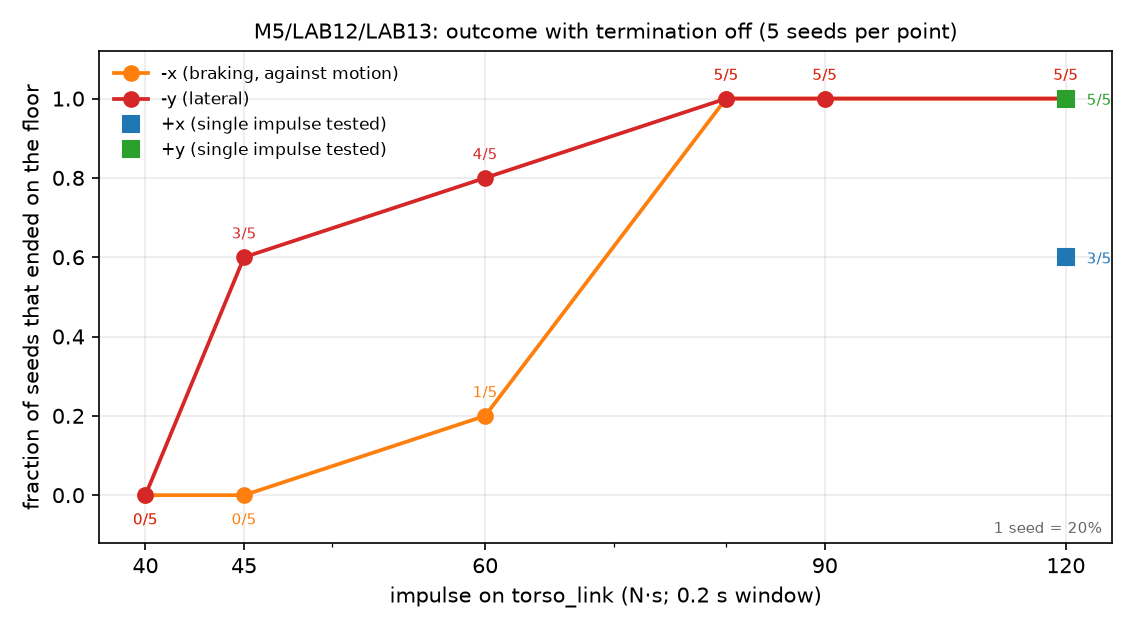 M5/LAB12/LAB13: outcome with termination off (5 seeds per point)
-x (braking, against motion)
-y (lateral)
+x (single impulse tested)
+y (single impulse tested)
5/5
5/5
5/5
5/5
4/5
3/5
3/5
1/5
0/5
0/5
1 seed = 20%
fraction of seeds that ended on the floor
1.0
0.8
0.6
0.4
0.2
0.0
40
45
60
90
120
impulse on torso_link (N·s; 0.2 s window)